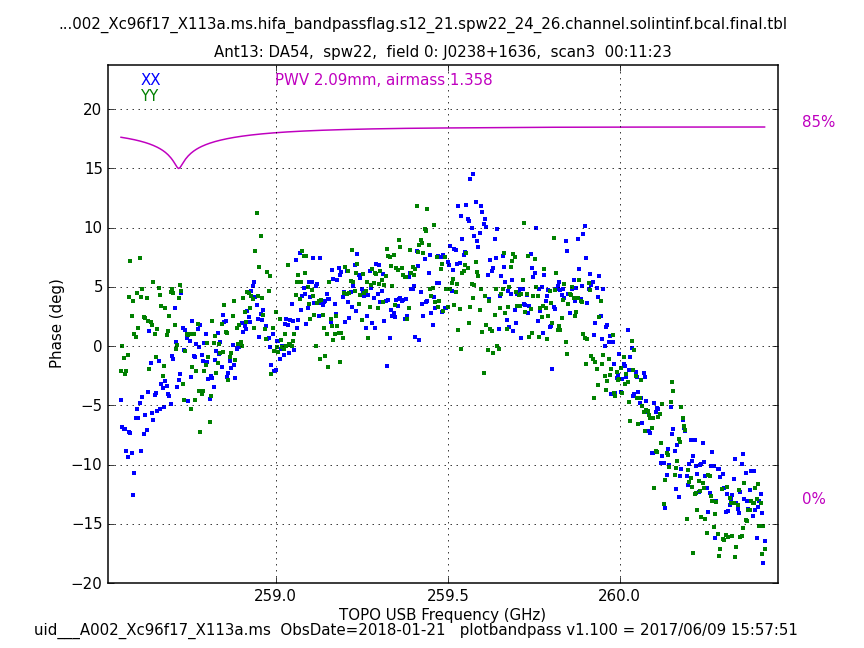 ...002_Xc96f17_X113a.ms.hifa_bandpassflag.s12_21.spw22_24_26.channel.solintinf.bcal.final.tbl
Ant13: DA54,  spw22,  field 0: J0238+1636,  scan3  00:11:23
XX
YY
PWV 2.09mm, airmass 1.358
85%
0%
Phase (deg)
20
15
10
5
0
−5
−10
−15
−20
259.0
259.5
260.0
TOPO USB Frequency (GHz)
uid___A002_Xc96f17_X113a.ms  ObsDate=2018-01-21   plotbandpass v1.100 = 2017/06/09 15:57:51